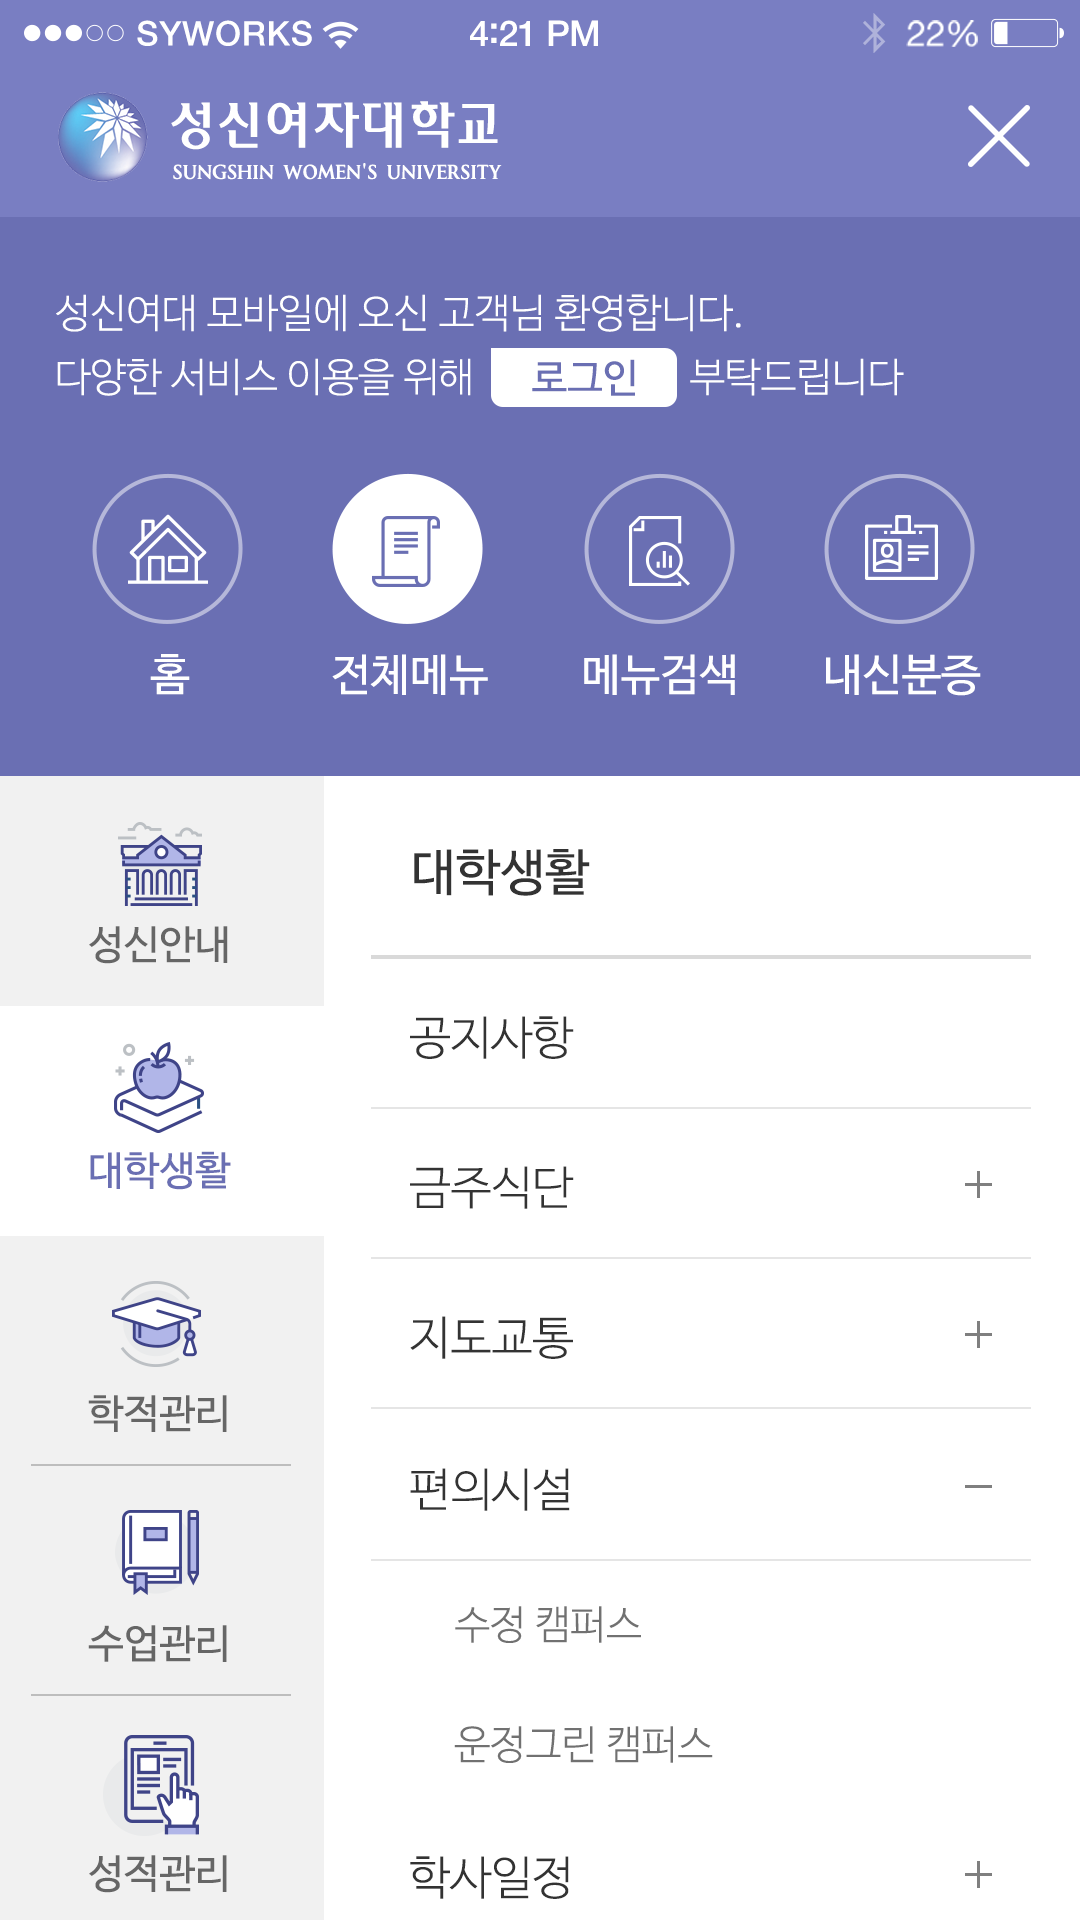 SYWORKS 4:21 PM 22%
성신여자대학교
SUNGSHIN WOMEN'S UNIVERSITY
성신여대 모바일에 오신 고객님 환영합니다.
다양한 서비스 이용을 위해 로그인 부탁드립니다
홈 전체메뉴 메뉴검색 내신분증
성신안내
대학생활
학적관리
수업관리
성적관리
대학생활
공지사항
금주식단
지도교통
편의시설
수정 캠퍼스
운정그린 캠퍼스
학사일정